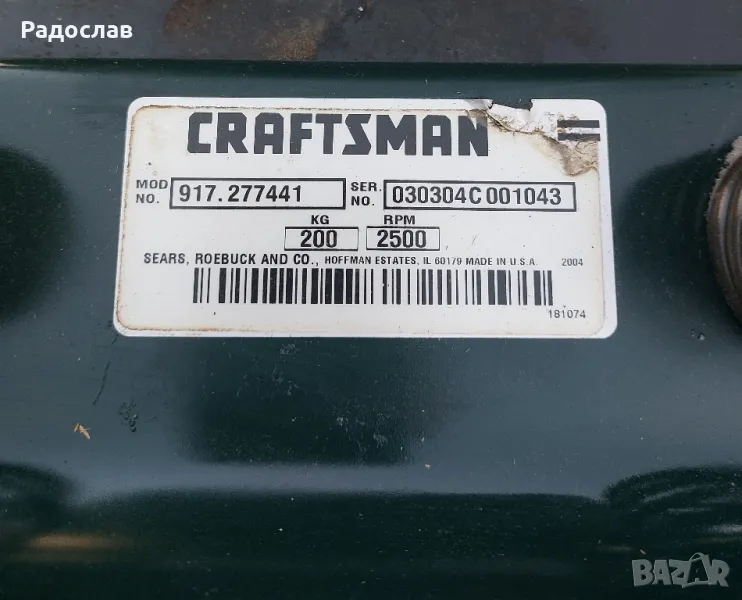 Радослав
CRAFTSMAN
MOD NO. 917.277441 SER. NO. 030304C 001043
KG RPM
200 2500
SEARS, ROEBUCK AND CO., HOFFMAN ESTATES, IL 60179 MADE IN U.S.A. 2004
181074
BAZAR